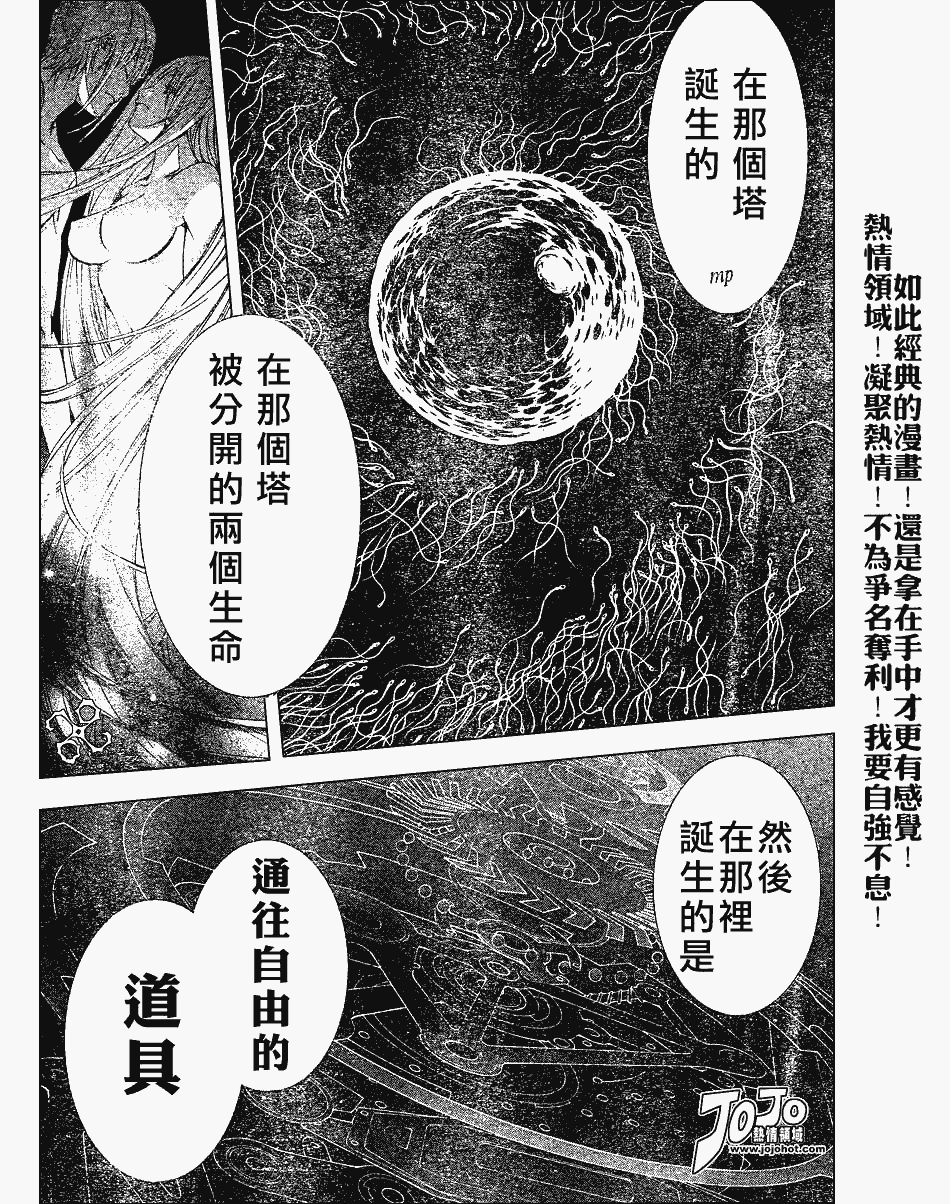 在那個塔
誕生的
mp
在那個塔
被分開的兩個生命
然後
在那裡
誕生的是
通往自由的
道具
如此經典的漫畫！還是拿在手中才更有感覺！
熱情領域！凝聚熱情！不為爭名奪利！我要自強不息！
JOJO
熱情領域
www.jojohot.com